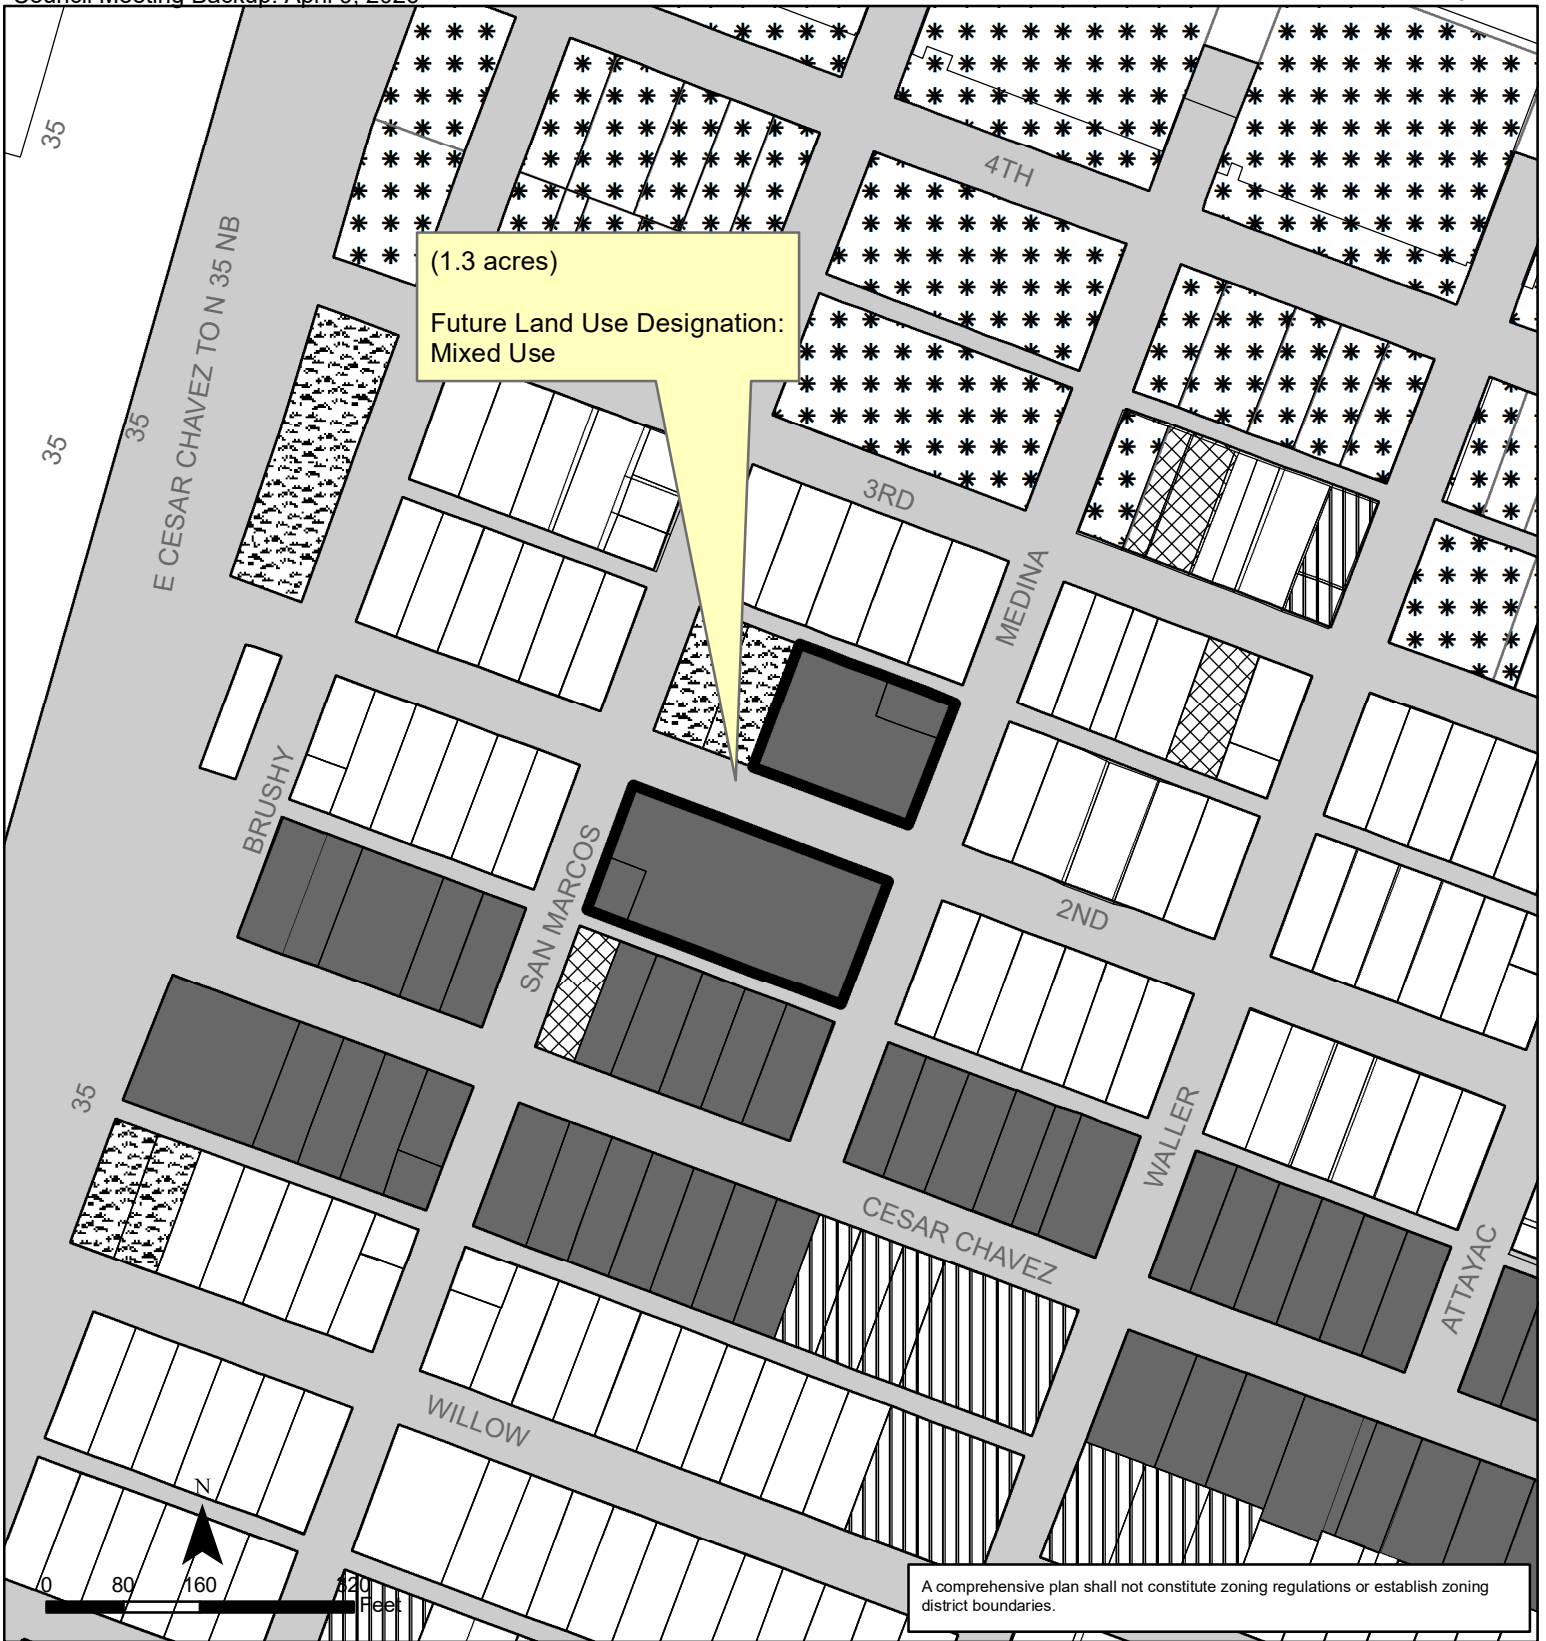 4TH
35
E CESAR CHAVEZ TO N 35 NB
(1.3 acres)
Future Land Use Designation:
Mixed Use
35
35
3RD
MEDINA
BRUSHY
SAN MARCOS
2ND
35
WALLER
CESAR CHAVEZ
ATTAYAC
WILLOW
N
0 80 160 320
Feet
A comprehensive plan shall not constitute zoning regulations or establish zoning
district boundaries.